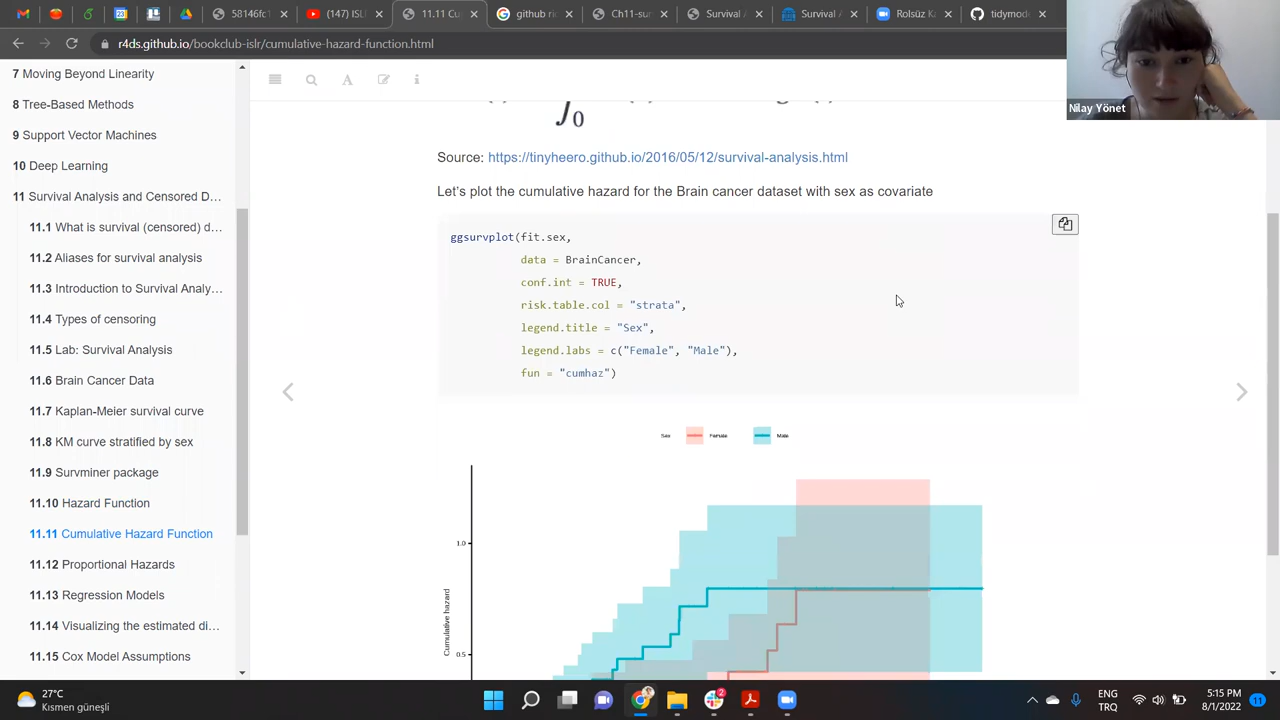 58146fc1
(147) ISL
11.11 Cu
github ri
Ch11-sur
Survival A
Survival A
Rolsüz K
tidymode
r4ds.github.io/bookclub-islr/cumulative-hazard-function.html
Nilay Yönet
7 Moving Beyond Linearity
8 Tree-Based Methods
9 Support Vector Machines
10 Deep Learning
11 Survival Analysis and Censored D…
11.1 What is survival (censored) d…
11.2 Aliases for survival analysis
11.3 Introduction to Survival Analy…
11.4 Types of censoring
11.5 Lab: Survival Analysis
11.6 Brain Cancer Data
11.7 Kaplan-Meier survival curve
11.8 KM curve stratified by sex
11.9 Survminer package
11.10 Hazard Function
11.11 Cumulative Hazard Function
11.12 Proportional Hazards
11.13 Regression Models
11.14 Visualizing the estimated di…
11.15 Cox Model Assumptions
A
i
∫0
Source: https://tinyheero.github.io/2016/05/12/survival-analysis.html
Let's plot the cumulative hazard for the Brain cancer dataset with sex as covariate
ggsurvplot(fit.sex,
data = BrainCancer,
conf.int = TRUE,
risk.table.col = "strata",
legend.title = "Sex",
legend.labs = c("Female", "Male"),
fun = "cumhaz")
Sex Female Male
1.0
0.5
Cumulative hazard
27°C
Kısmen güneşli
2
ENG
TRQ
5:15 PM
8/1/2022
11